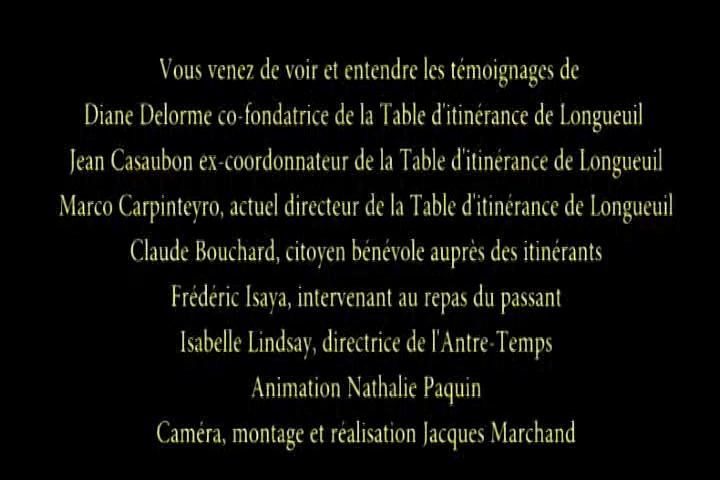 Vous venez de voir et entendre les témoignages de
Diane Delorme co-fondatrice de la Table d'itinérance de Longueuil
Jean Casaubon ex-coordonnateur de la Table d'itinérance de Longueuil
Marco Carpinteyro, actuel directeur de la Table d'itinérance de Longueuil
Claude Bouchard, citoyen bénévole auprès des itinérants
Frédéric Isaya, intervenant au repas du passant
Isabelle Lindsay, directrice de l'Antre-Temps
Animation Nathalie Paquin
Caméra, montage et réalisation Jacques Marchand